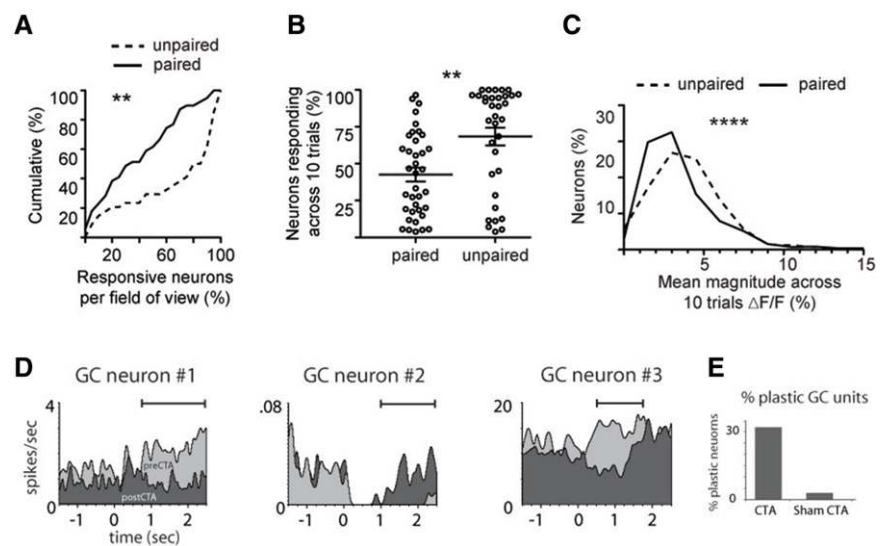 A
unpaired
paired
100
80
60
40
20
**
Cumulative (%)
20
60
100
Responsive neurons
per field of view (%)
B
**
100
75
50
25
Neurons responding
across 10 trials (%)
paired
unpaired
C
unpaired
paired
****
30
20
10
Neurons (%)
5
10
15
Mean magnitude across
10 trials ΔF/F (%)
D
GC neuron #1
4
0
spikes/sec
preCTA
postCTA
-1
0
1
2
time (sec)
GC neuron #2
.08
0
-1
0
1
2
GC neuron #3
20
0
-1
0
1
2
E
% plastic GC units
30
0
% plastic neuorns
CTA
Sham CTA